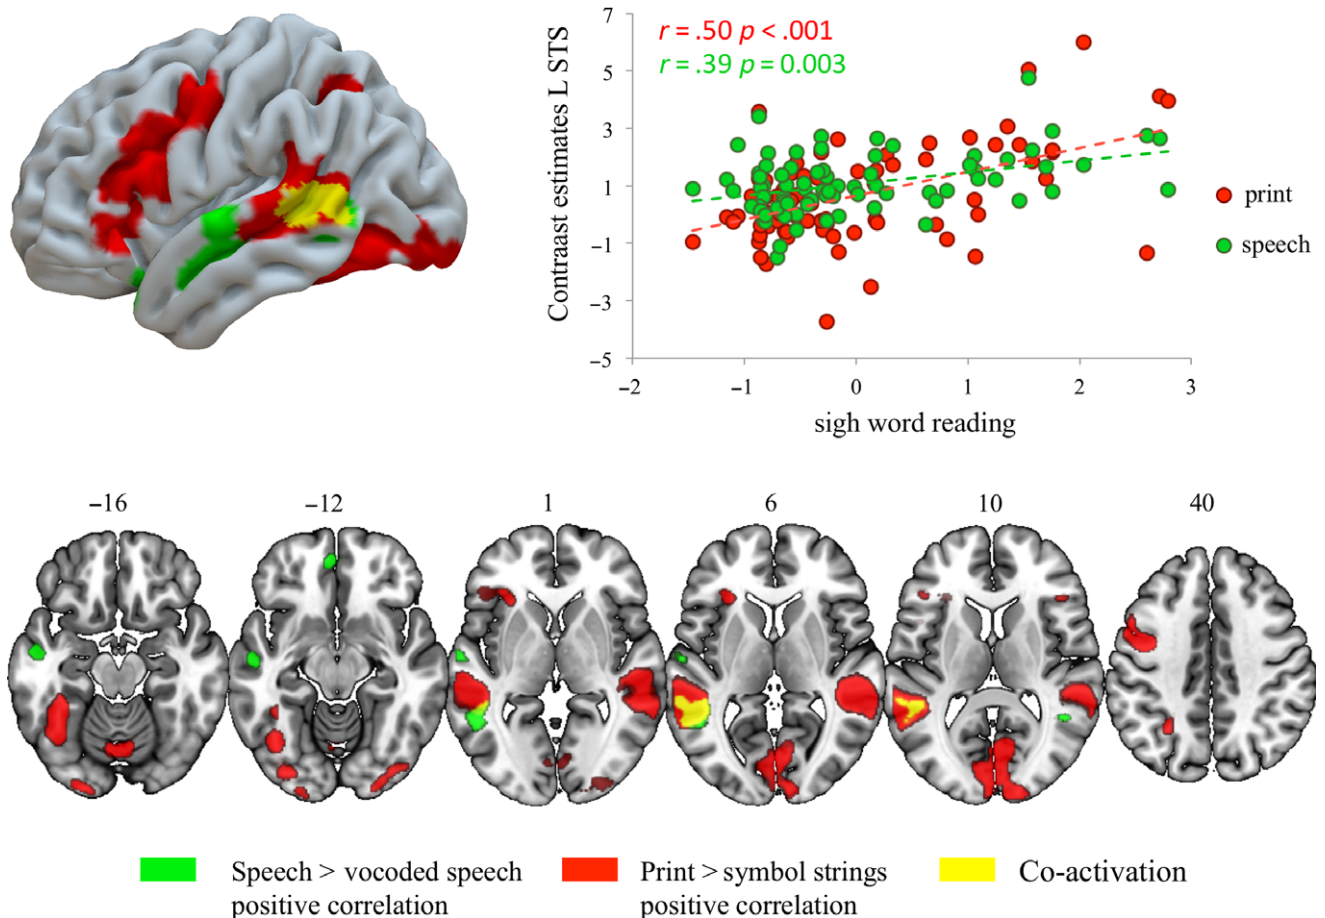 7
r = .50 p < .001
r = .39 p = 0.003
5
3
1
−1
−3
−5
Contraast estimates L STS
−2
−1
0
1
2
3
sigh word reading
print
speech
−16
−12
1
6
10
40
Speech > vocoded speech
positive correlation
Print > symbol strings
positive correlation
Co-activation